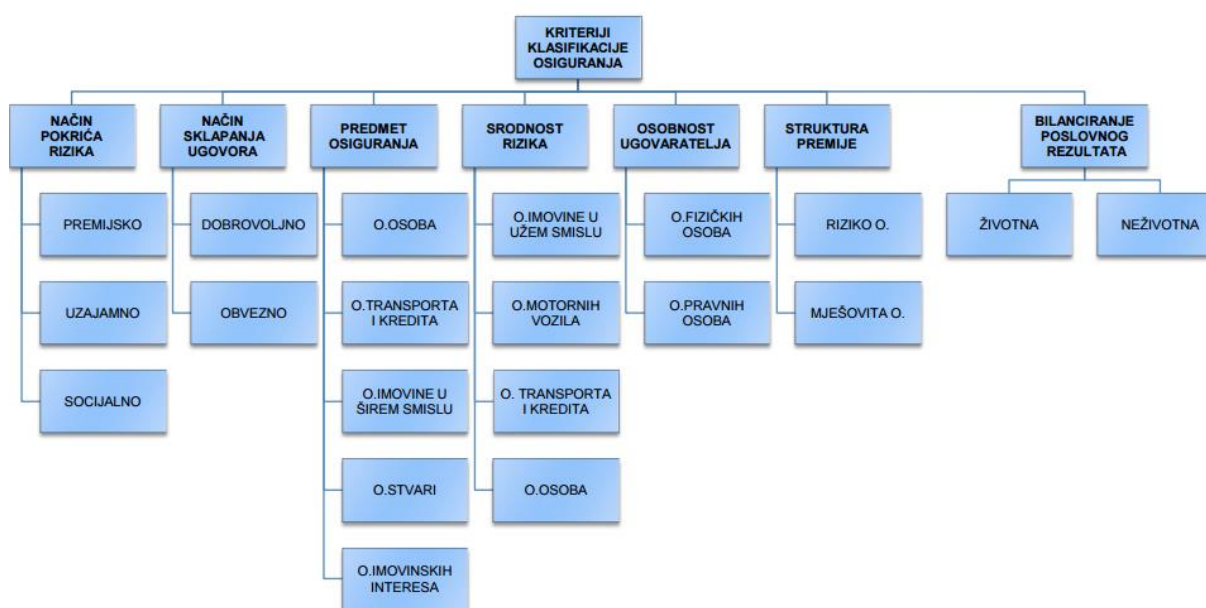 KRITERIJI
KLASIFIKACIJE
OSIGURANJA
NAČIN
POKRIĆA
RIZIKA
PREMIJSKO
UZAJAMNO
SOCIJALNO
NAČIN
SKLAPANJA
UGOVORA
DOBROVOLJNO
OBVEZNO
PREDMET
OSIGURANJA
O.OSOBA
O.TRANSPORTA
I KREDITA
O.IMOVINE U
ŠIREM SMISLU
O.STVARI
O.IMOVINSKIH
INTERESA
SRODNOST
RIZIKA
O.IMOVINE U
UŽEM SMISLU
O.MOTORNIH
VOZILA
O. TRANSPORTA
I KREDITA
O.OSOBA
OSOBNOST
UGOVARATELJA
O.FIZIČKIH
OSOBA
O.PRAVNIH
OSOBA
STRUKTURA
PREMIJE
RIZIKO O.
MJEŠOVITA O.
BILANCIRANJE
POSLOVNOG
REZULTATA
ŽIVOTNA
NEŽIVOTNA